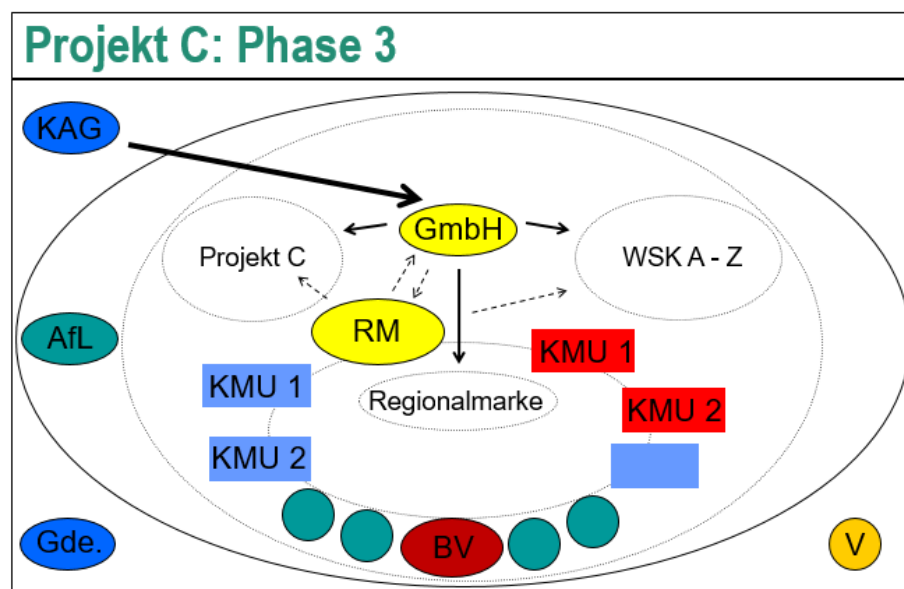 Projekt C: Phase 3
KAG
GmbH
Projekt C
WSK A - Z
AfL
RM
KMU 1
KMU 1
Regionalmarke
KMU 2
KMU 2
Gde.
BV
V